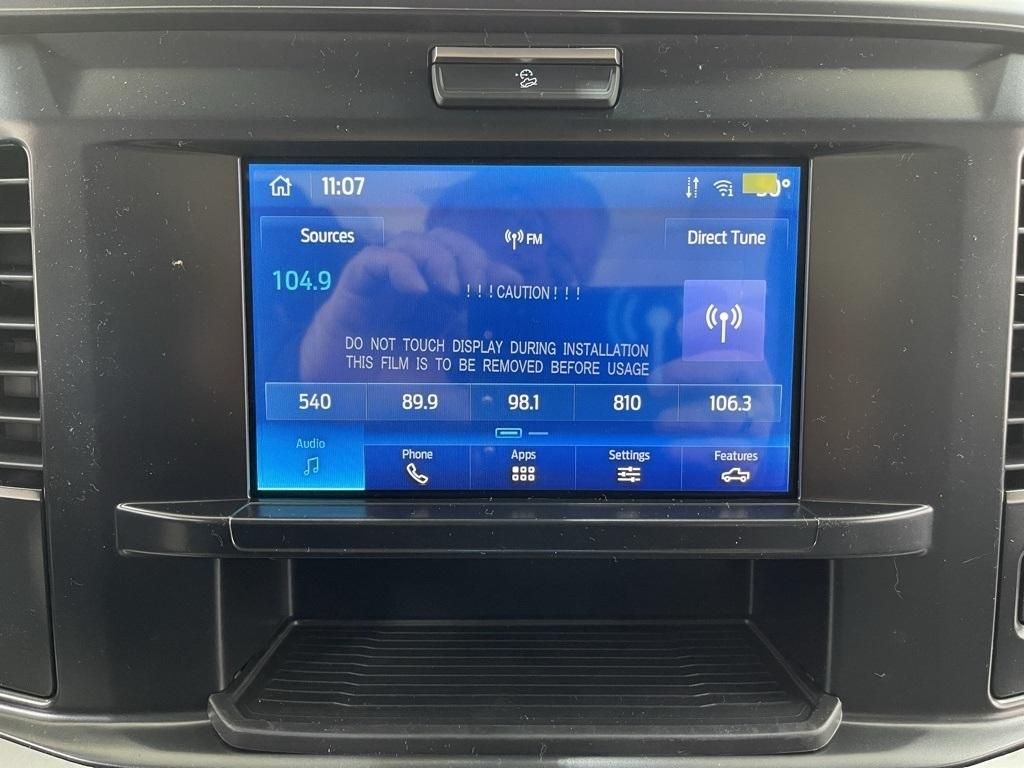 11:07
Sources
FM
Direct Tune
104.9
!!!CAUTION!!!
DO NOT TOUCH DISPLAY DURING INSTALLATION
THIS FILM IS TO BE REMOVED BEFORE USAGE
540 89.9 98.1 810 106.3
Audio Phone Apps Settings Features